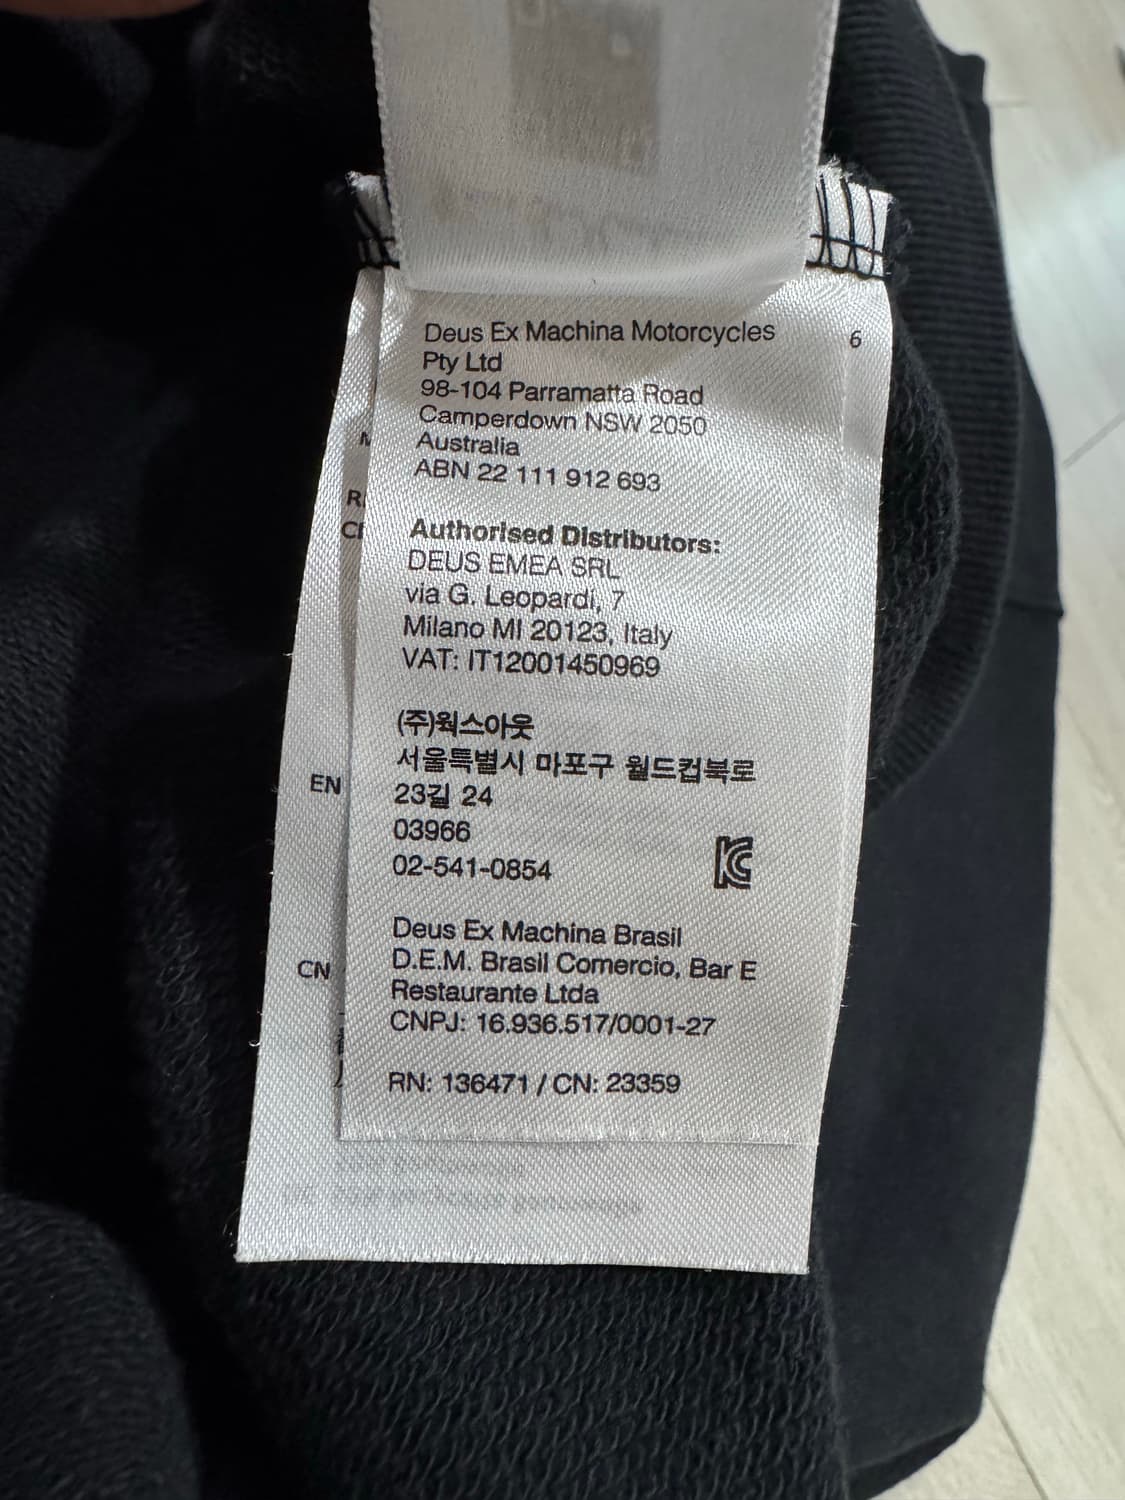 Deus Ex Machina Motorcycles
Pty Ltd
98-104 Parramatta Road
Camperdown NSW 2050
Australia
ABN 22 111 912 693
6
Authorised Distributors:
DEUS EMEA SRL
via G. Leopardi, 7
Milano MI 20123, Italy
VAT: IT12001450969
(주)웍스아웃
서울특별시 마포구 월드컵북로
23길 24
03966
02-541-0854
Deus Ex Machina Brasil
D.E.M. Brasil Comercio, Bar E
Restaurante Ltda
CNPJ: 16.936.517/0001-27
RN: 136471 / CN: 23359
EN
CN